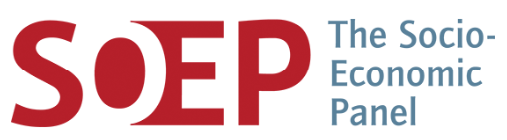 SOEP
The Socio-
Economic
Panel